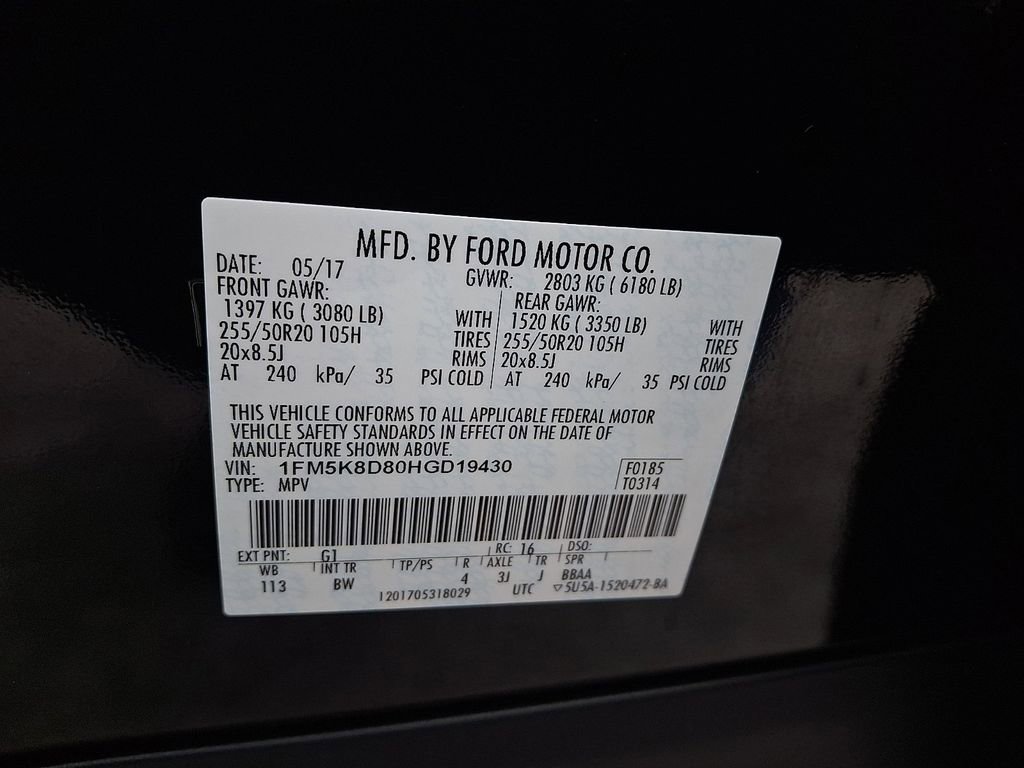 MFD. BY FORD MOTOR CO.
DATE: 05/17 GVWR: 2803 KG ( 6180 LB)
FRONT GAWR: REAR GAWR:
1397 KG ( 3080 LB) WITH 1520 KG ( 3350 LB) WITH
255/50R20 105H TIRES 255/50R20 105H TIRES
20x8.5J RIMS 20x8.5J RIMS
AT 240 kPa/ 35 PSI COLD AT 240 kPa/ 35 PSI COLD
THIS VEHICLE CONFORMS TO ALL APPLICABLE FEDERAL MOTOR
VEHICLE SAFETY STANDARDS IN EFFECT ON THE DATE OF
MANUFACTURE SHOWN ABOVE.
VIN: 1FM5K8D80HGD19430 F0185
TYPE: MPV T0314
EXT PNT: G1 RC: 16 DSO:
WB INT TR TP/PS R AXLE TR SPR
113 BW 4 3J J BBAA
1201705318029 UTC ▽5U5A-1520472-BA